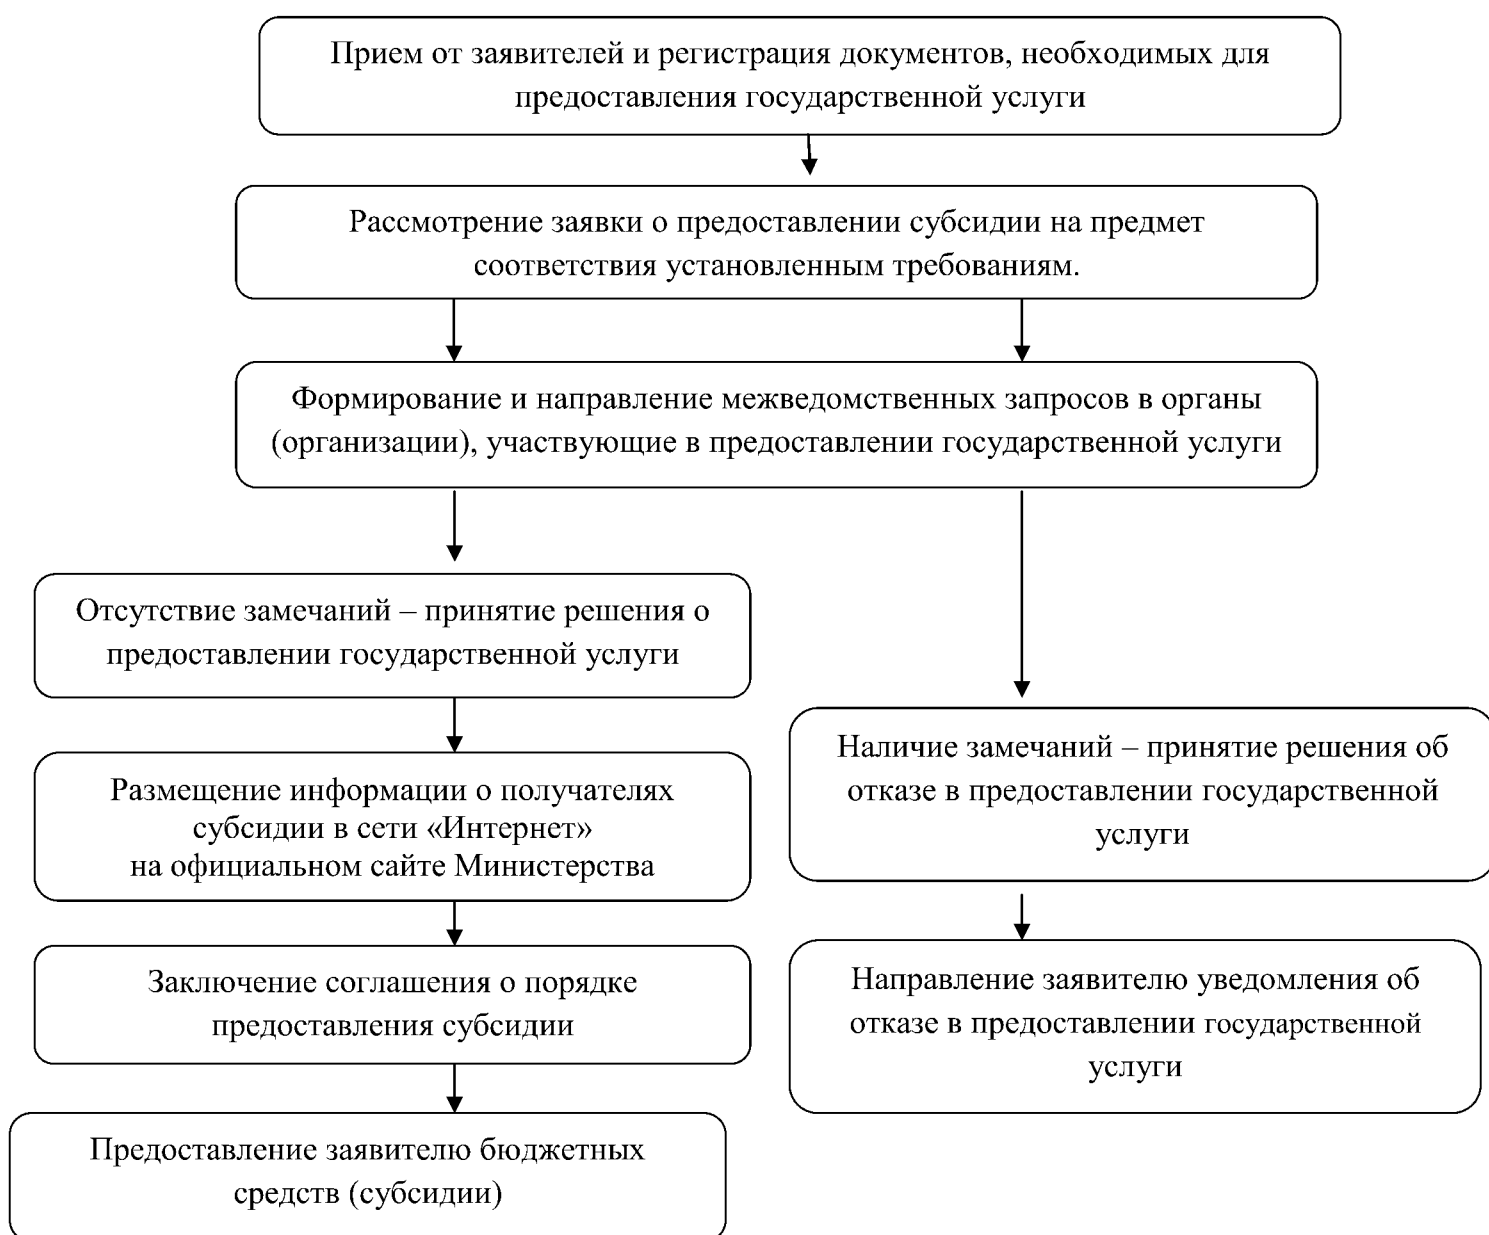 Прием от заявителей и регистрация документов, необходимых для
предоставления государственной услуги
Рассмотрение заявки о предоставлении субсидии на предмет
соответствия установленным требованиям.
Формирование и направление межведомственных запросов в органы
(организации), участвующие в предоставлении государственной услуги
Отсутствие замечаний – принятие решения о
предоставлении государственной услуги
Размещение информации о получателях
субсидии в сети «Интернет»
на официальном сайте Министерства
Заключение соглашения о порядке
предоставления субсидии
Предоставление заявителю бюджетных
средств (субсидии)
Наличие замечаний – принятие решения об
отказе в предоставлении государственной
услуги
Направление заявителю уведомления об
отказе в предоставлении государственной
услуги